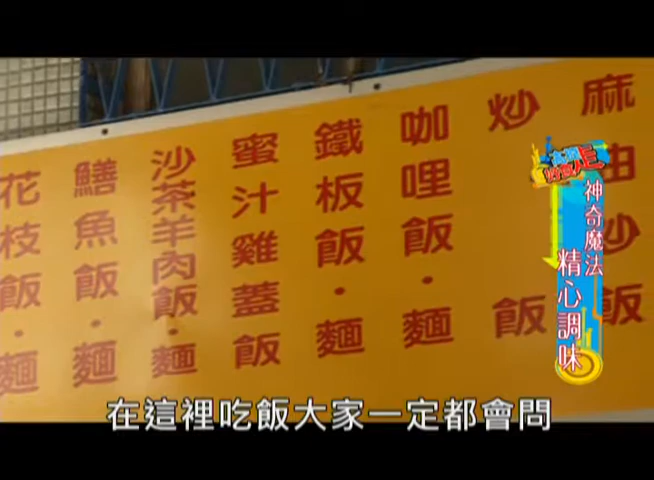 麻油炒飯
炒飯
咖哩飯・麵
鐵板飯・麵
蜜汁雞蓋飯
沙茶羊肉飯・麵
鱔魚飯・麵
花枝飯・麵
神奇魔法
精心調味
在這裡吃飯大家一定都會問